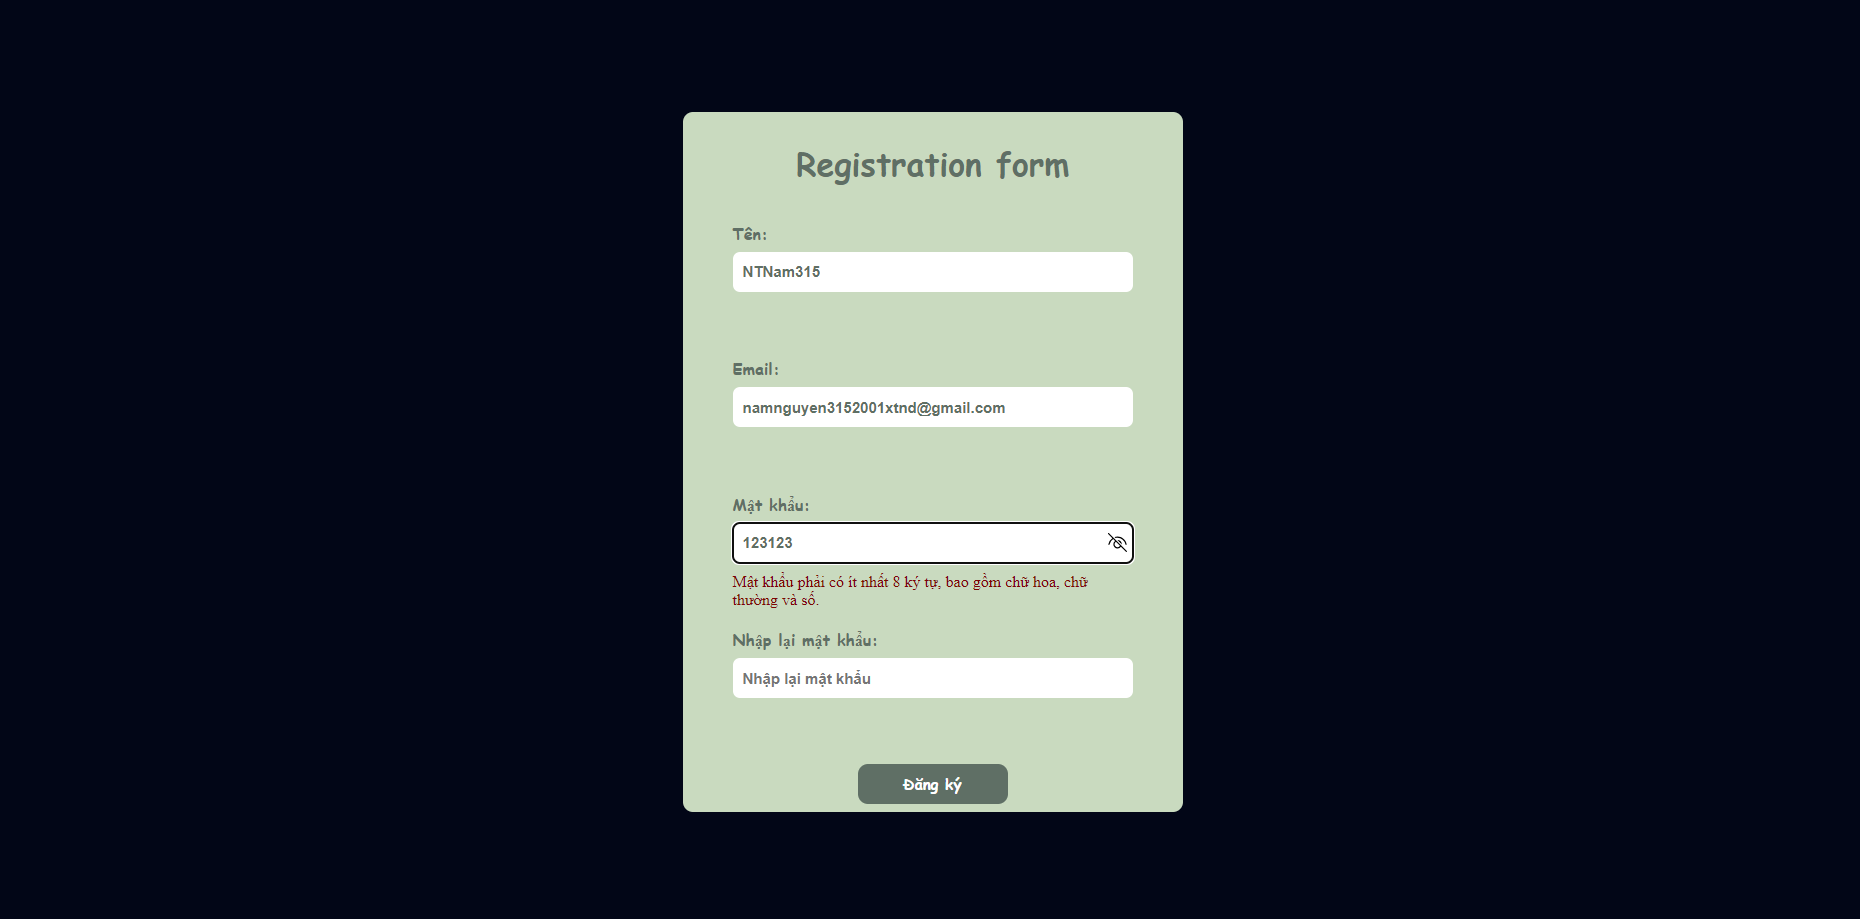 Registration form
Tên:
NTNam315
Email:
namnguyen3152001xtnd@gmail.com
Mật khẩu:
123123
Mật khẩu phải có ít nhất 8 ký tự, bao gồm chữ hoa, chữ
thường và số.
Nhập lại mật khẩu:
Nhập lại mật khẩu
Đăng ký